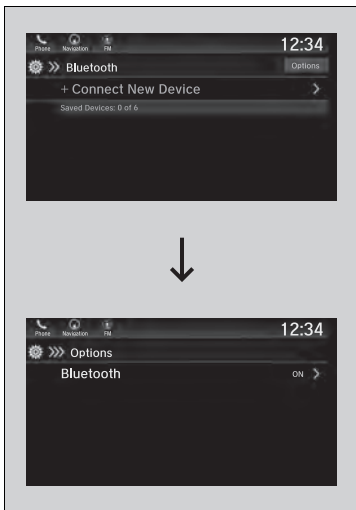 Phone Navigation FM 12:34
Bluetooth Options
+ Connect New Device
Saved Devices: 0 of 6
Phone Navigation FM 12:34
Options
Bluetooth ON